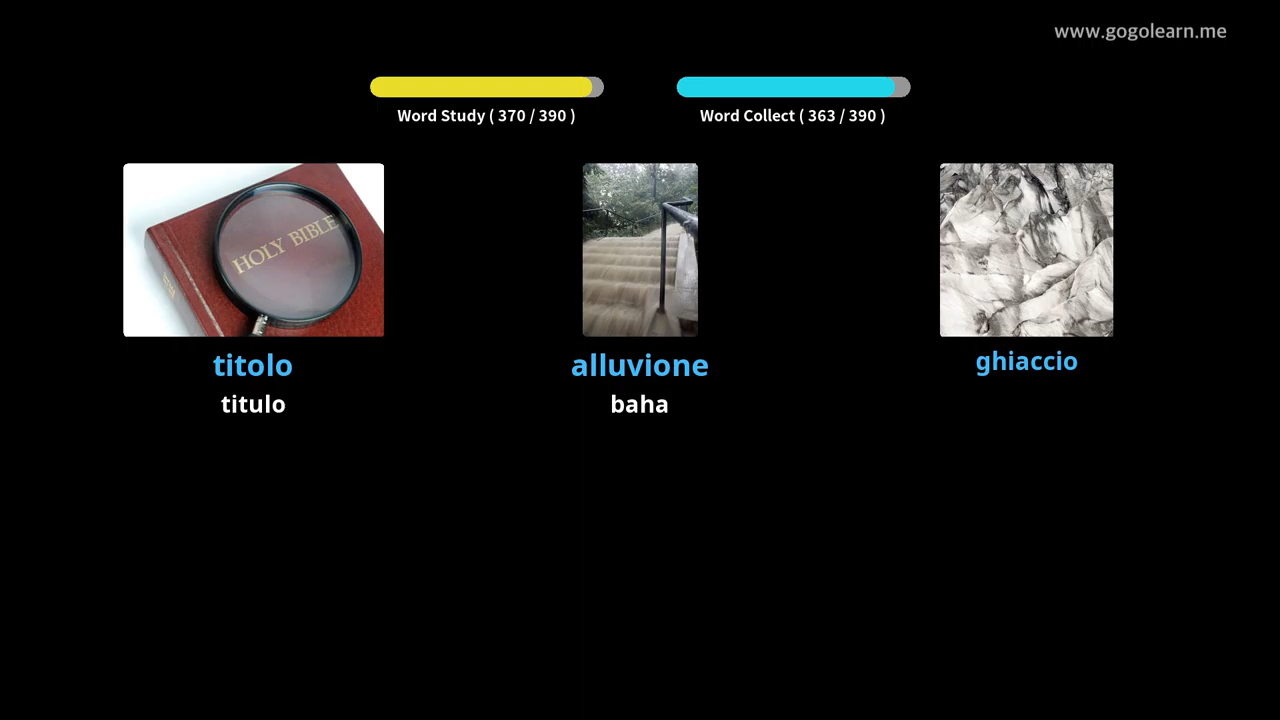 www.gogolearn.me
Word Study ( 370 / 390 )
Word Collect ( 363 / 390 )
HOLY BIBLE
titolo
alluvione
ghiaccio
titulo
baha